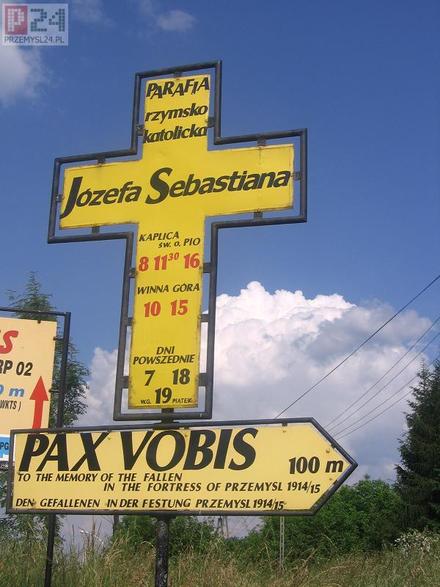 P24
PRZEMYSL24.PL
PARAFIA
rzymsko
katolicka
Józefa Sebastiana
KAPLICA
ŚW. O. PIO
8 11³⁰ 16
WINNA GÓRA
10 15
DNI
POWSZEDNIE
7 18
W.G. 19 PIĄTEK
RP 02
WKTS)
PAX VOBIS
100 m
TO THE MEMORY OF THE FALLEN
IN THE FORTRESS OF PRZEMYSL 1914/15
DEN GEFALLENEN IN DER FESTUNG PRZEMYSL 1914/15